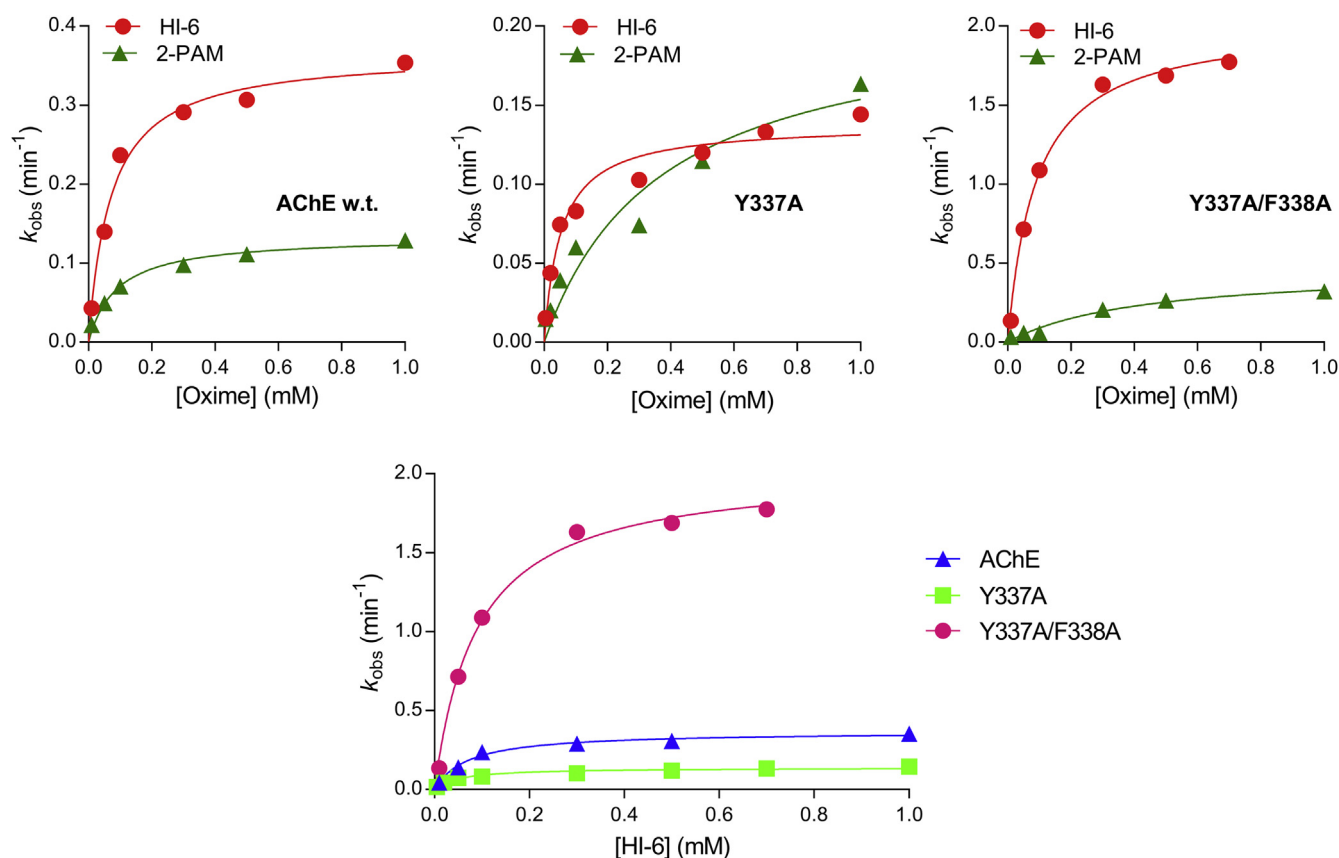 HI-6
2-PAM
AChE w.t.
k_obs (min⁻¹)
0.4
0.3
0.2
0.1
0.0
0.0 0.2 0.4 0.6 0.8 1.0
[Oxime] (mM)
HI-6
2-PAM
Y337A
k_obs (min⁻¹)
0.20
0.15
0.10
0.05
0.00
0.0 0.2 0.4 0.6 0.8 1.0
[Oxime] (mM)
HI-6
2-PAM
Y337A/F338A
k_obs (min⁻¹)
2.0
1.5
1.0
0.5
0.0
0.0 0.2 0.4 0.6 0.8 1.0
[Oxime] (mM)
k_obs (min⁻¹)
2.0
1.5
1.0
0.5
0.0
0.0 0.2 0.4 0.6 0.8 1.0
[HI-6] (mM)
AChE
Y337A
Y337A/F338A